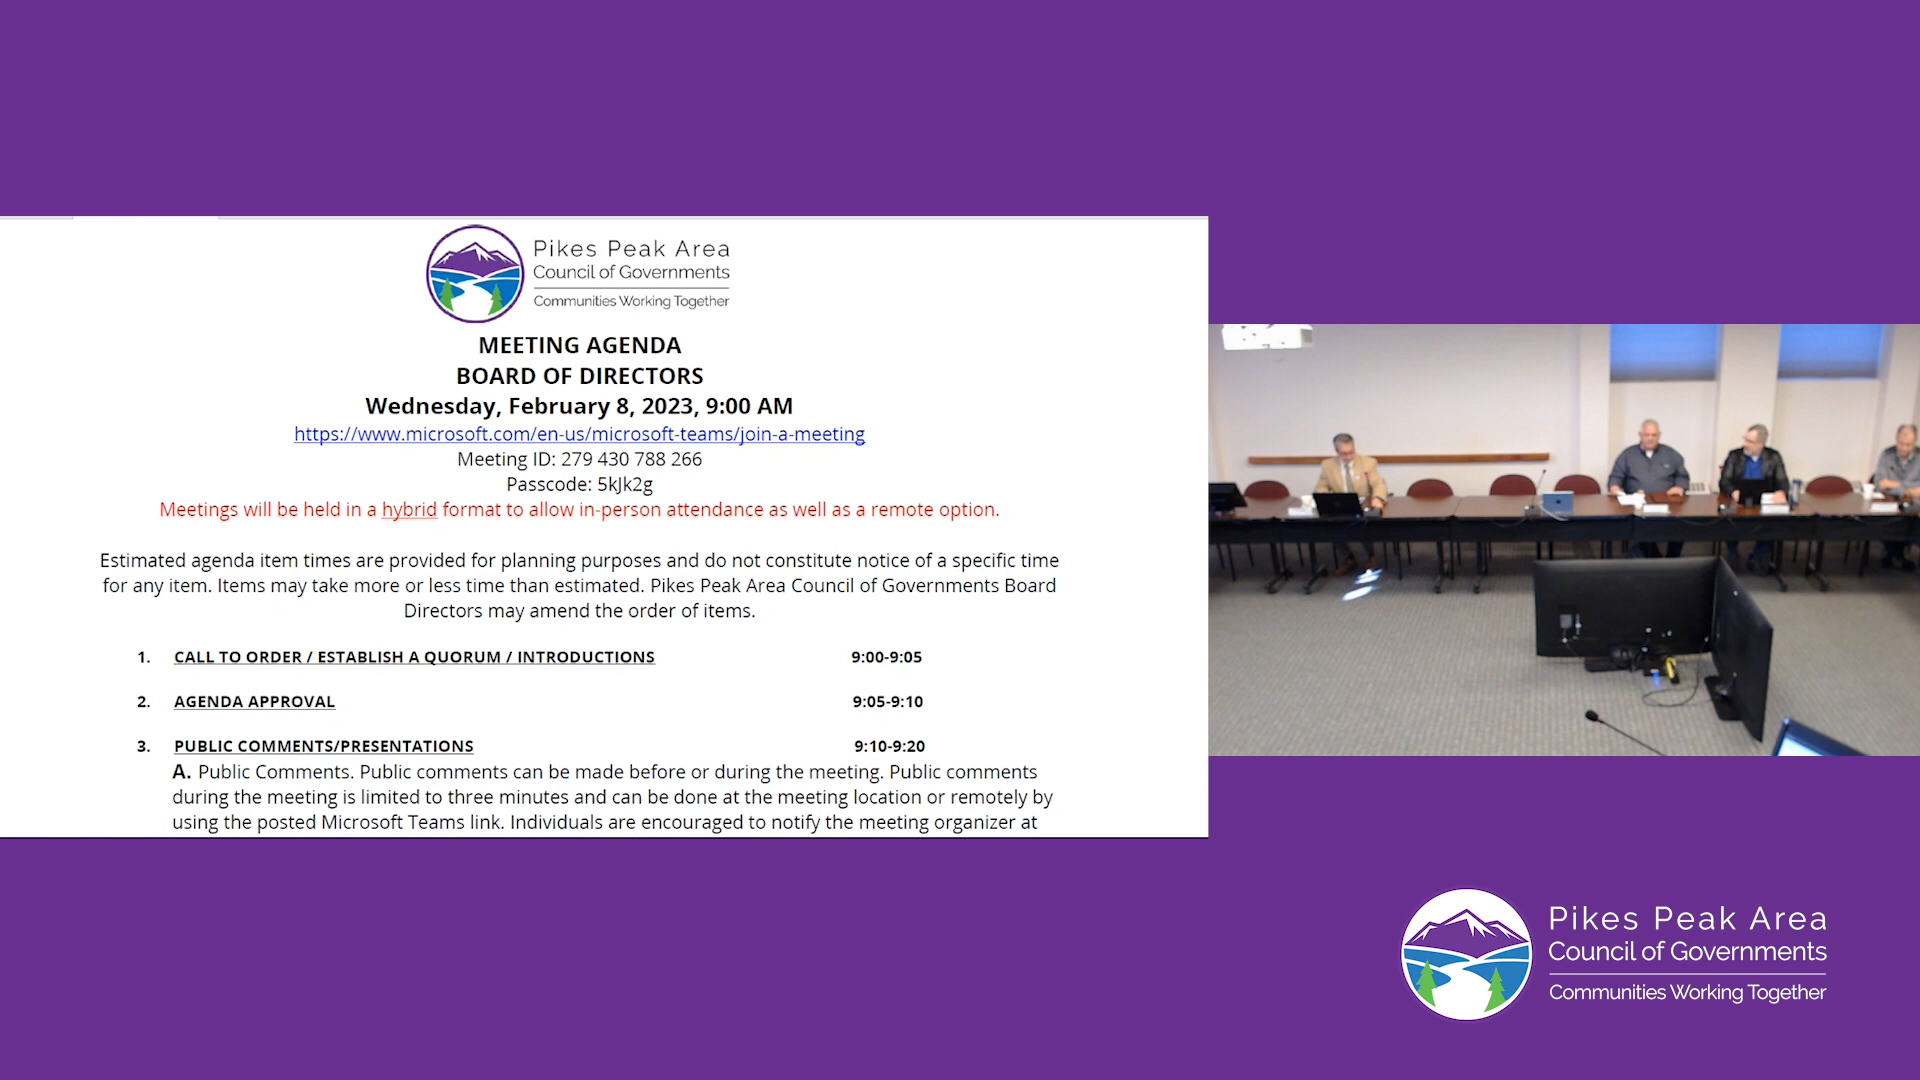 Pikes Peak Area
Council of Governments
Communities Working Together
MEETING AGENDA
BOARD OF DIRECTORS
Wednesday, February 8, 2023, 9:00 AM
https://www.microsoft.com/en-us/microsoft-teams/join-a-meeting
Meeting ID: 279 430 788 266
Passcode: 5kJk2g
Meetings will be held in a hybrid format to allow in-person attendance as well as a remote option.
Estimated agenda item times are provided for planning purposes and do not constitute notice of a specific time
for any item. Items may take more or less time than estimated. Pikes Peak Area Council of Governments Board
Directors may amend the order of items.
1. CALL TO ORDER / ESTABLISH A QUORUM / INTRODUCTIONS 9:00-9:05
2. AGENDA APPROVAL 9:05-9:10
3. PUBLIC COMMENTS/PRESENTATIONS 9:10-9:20
A. Public Comments. Public comments can be made before or during the meeting. Public comments
during the meeting is limited to three minutes and can be done at the meeting location or remotely by
using the posted Microsoft Teams link. Individuals are encouraged to notify the meeting organizer at
Pikes Peak Area
Council of Governments
Communities Working Together